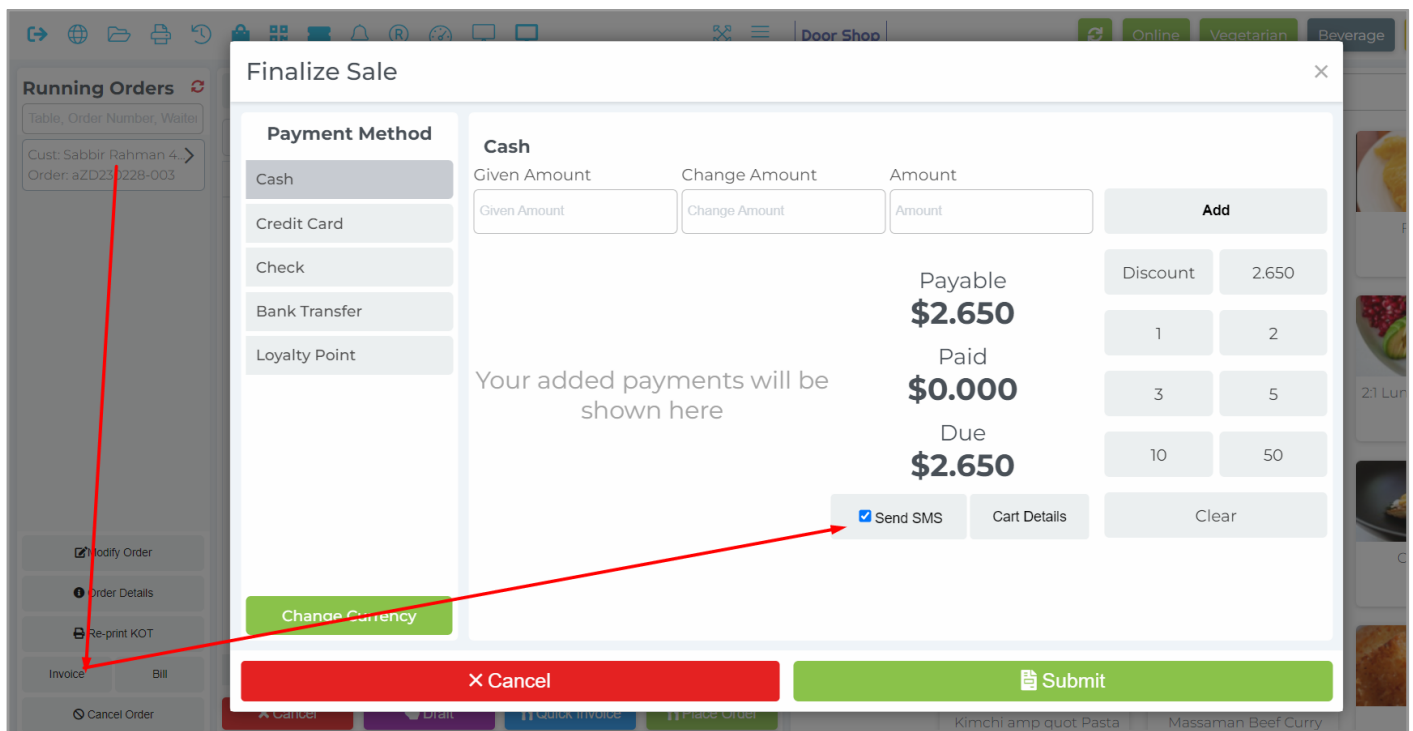 Door Shop
Online
Vegetarian
Beverage
Running Orders
Table, Order Number, Waiter
Cust: Sabbir Rahman 4...
Order: aZD230228-003
Modify Order
Order Details
Re-print KOT
Invoice
Bill
Cancel Order
Finalize Sale
Payment Method
Cash
Credit Card
Check
Bank Transfer
Loyalty Point
Change Currency
Cash
Given Amount
Change Amount
Amount
Given Amount
Change Amount
Amount
Add
Your added payments will be
shown here
Payable
$2.650
Paid
$0.000
Due
$2.650
Send SMS
Cart Details
Discount
2.650
1
2
3
5
10
50
Clear
Cancel
Submit
Cancel
Draft
Quick Invoice
Place Order
Kimchi amp quot Pasta
Massaman Beef Curry
2:1 Lun